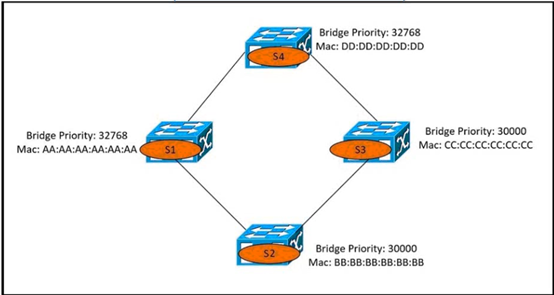 Bridge Priority: 32768
Mac: DD:DD:DD:DD:DD
S4
Bridge Priority: 32768
Mac: AA:AA:AA:AA:AA:AA
S1
Bridge Priority: 30000
Mac: CC:CC:CC:CC:CC:CC
S3
Bridge Priority: 30000
Mac: BB:BB:BB:BB:BB:BB
S2